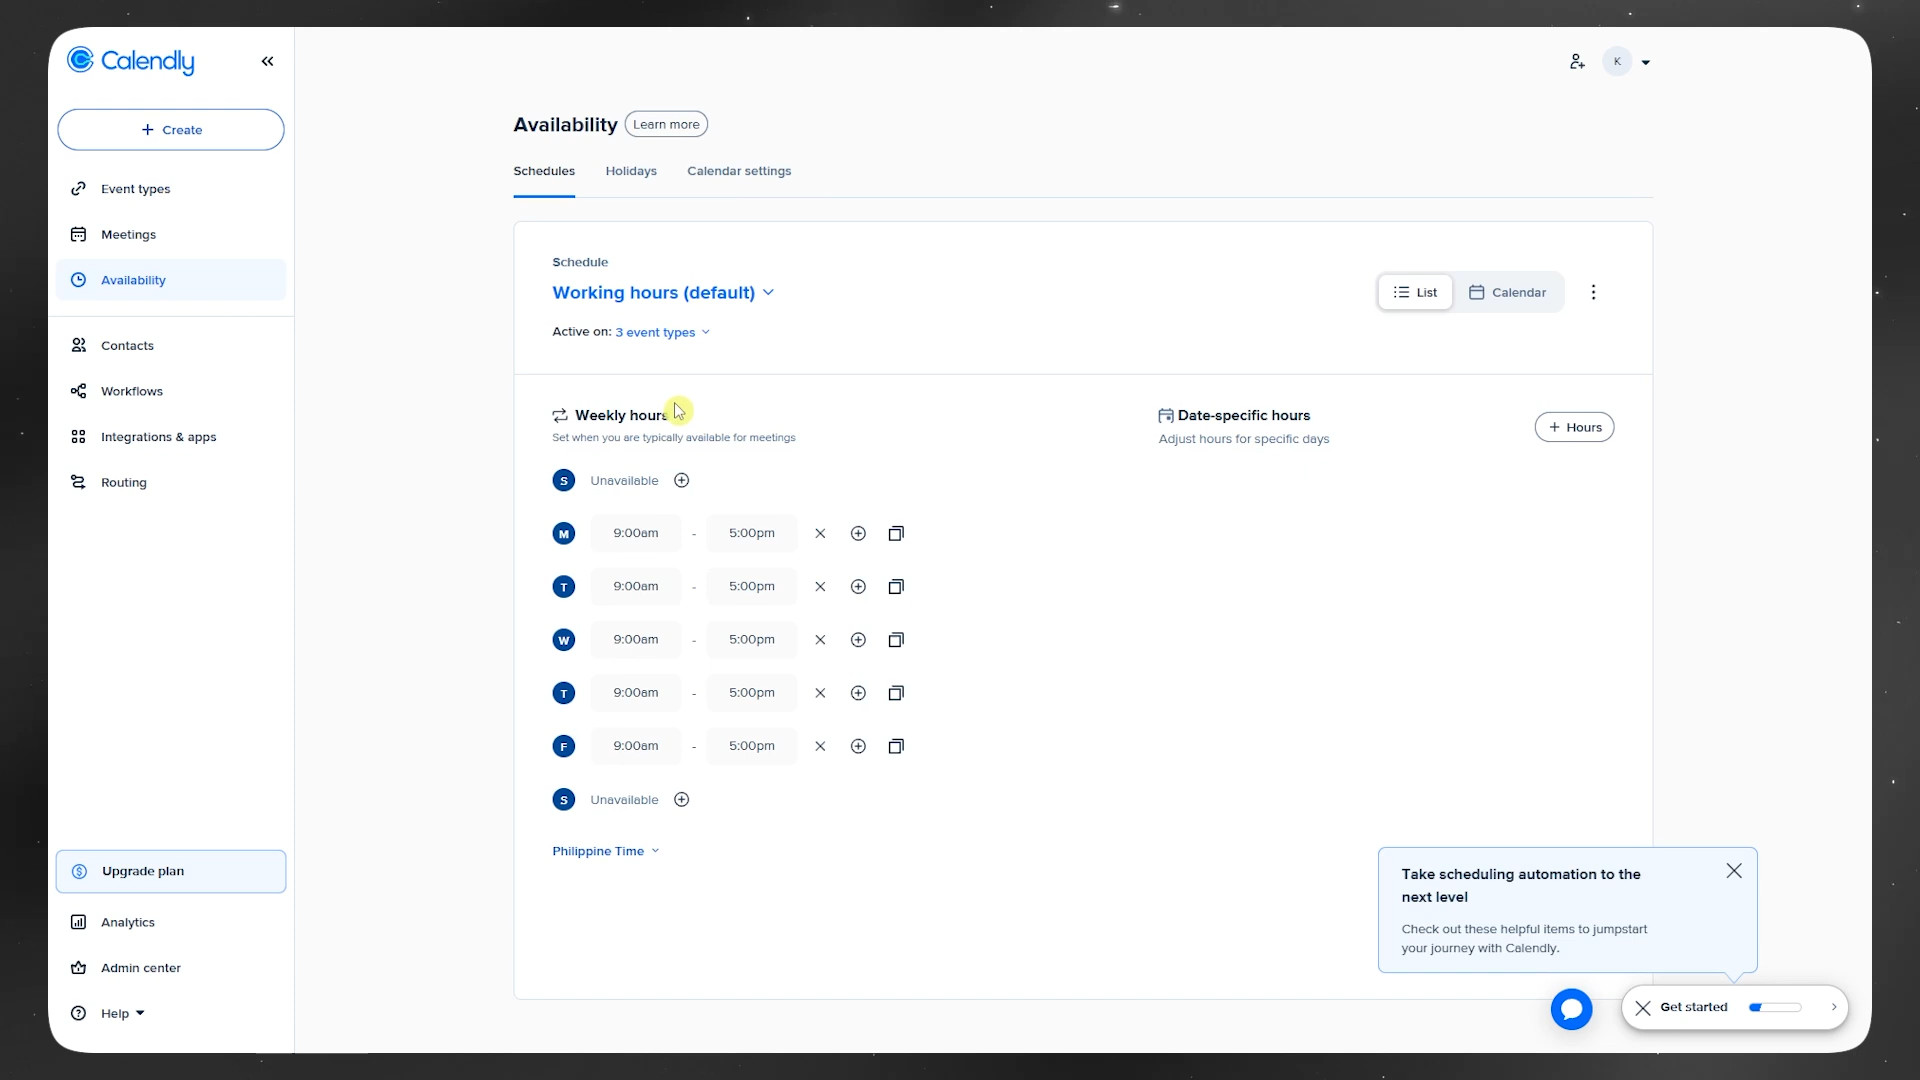 Calendly
+ Create
Event types
Meetings
Availability
Contacts
Workflows
Integrations & apps
Routing
Upgrade plan
Analytics
Admin center
Help
K
Availability
Learn more
Schedules
Holidays
Calendar settings
Schedule
Working hours (default)
Active on: 3 event types
List
Calendar
Weekly hours
Set when you are typically available for meetings
S Unavailable
M 9:00am - 5:00pm
T 9:00am - 5:00pm
W 9:00am - 5:00pm
T 9:00am - 5:00pm
F 9:00am - 5:00pm
S Unavailable
Philippine Time
Date-specific hours
Adjust hours for specific days
+ Hours
Take scheduling automation to the
next level
Check out these helpful items to jumpstart
your journey with Calendly.
Get started